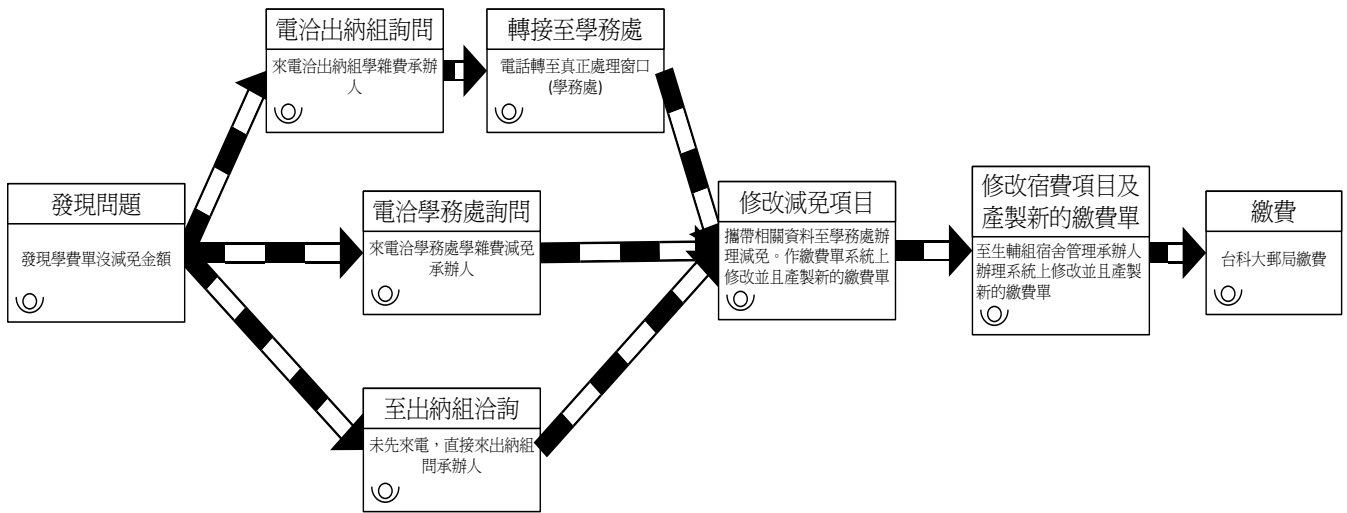 發現問題
發現學費單沒減免金額
電洽出納組詢問
來電洽出納組學雜費承辦
人
轉接至學務處
電話轉至真正處理窗口
(學務處)
電洽學務處詢問
來電洽學務處學雜費減免
承辦人
至出納組洽詢
未先來電，直接來出納組
問承辦人
修改減免項目
攜帶相關資料至學務處辦
理減免。作繳費單系統上
修改並且產製新的繳費單
修改宿費項目及
產製新的繳費單
至生輔組宿舍管理承辦人
辦理系統上修改並且產製
新的繳費單
繳費
台科大郵局繳費